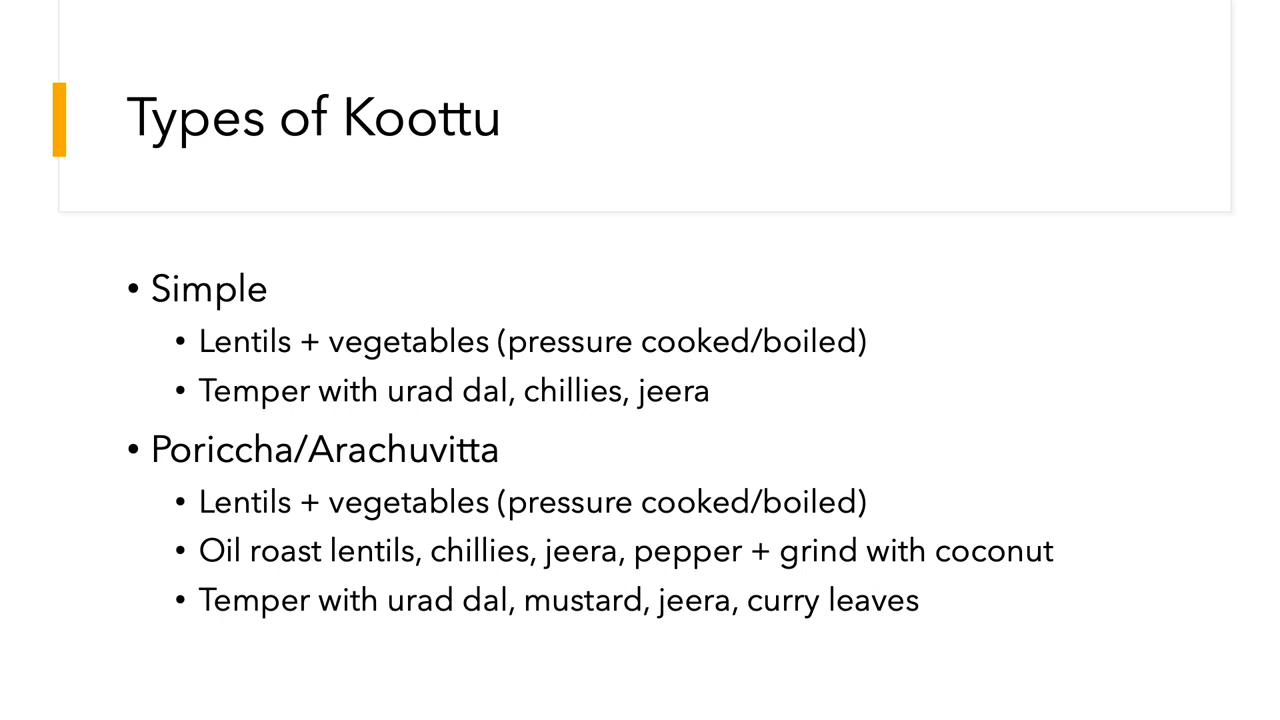 Types of Koottu
• Simple
• Lentils + vegetables (pressure cooked/boiled)
• Temper with urad dal, chillies, jeera
• Poriccha/Arachuvitta
• Lentils + vegetables (pressure cooked/boiled)
• Oil roast lentils, chillies, jeera, pepper + grind with coconut
• Temper with urad dal, mustard, jeera, curry leaves